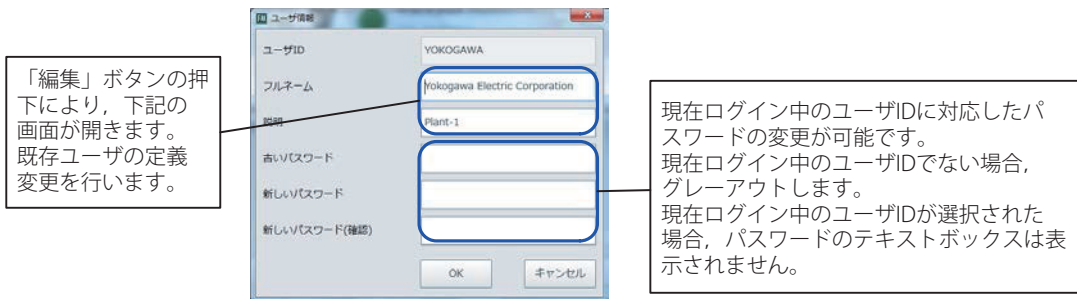 ユーザ情報
ユーザID
YOKOGAWA
フルネーム
Yokogawa Electric Corporation
説明
Plant-1
古いパスワード
新しいパスワード
新しいパスワード(確認)
OK
キャンセル
「編集」ボタンの押
下により，下記の
画面が開きます。
既存ユーザの定義
変更を行います。
現在ログイン中のユーザIDに対応したパ
スワードの変更が可能です。
現在ログイン中のユーザIDでない場合，
グレーアウトします。
現在ログイン中のユーザIDが選択された
場合，パスワードのテキストボックスは表
示されません。